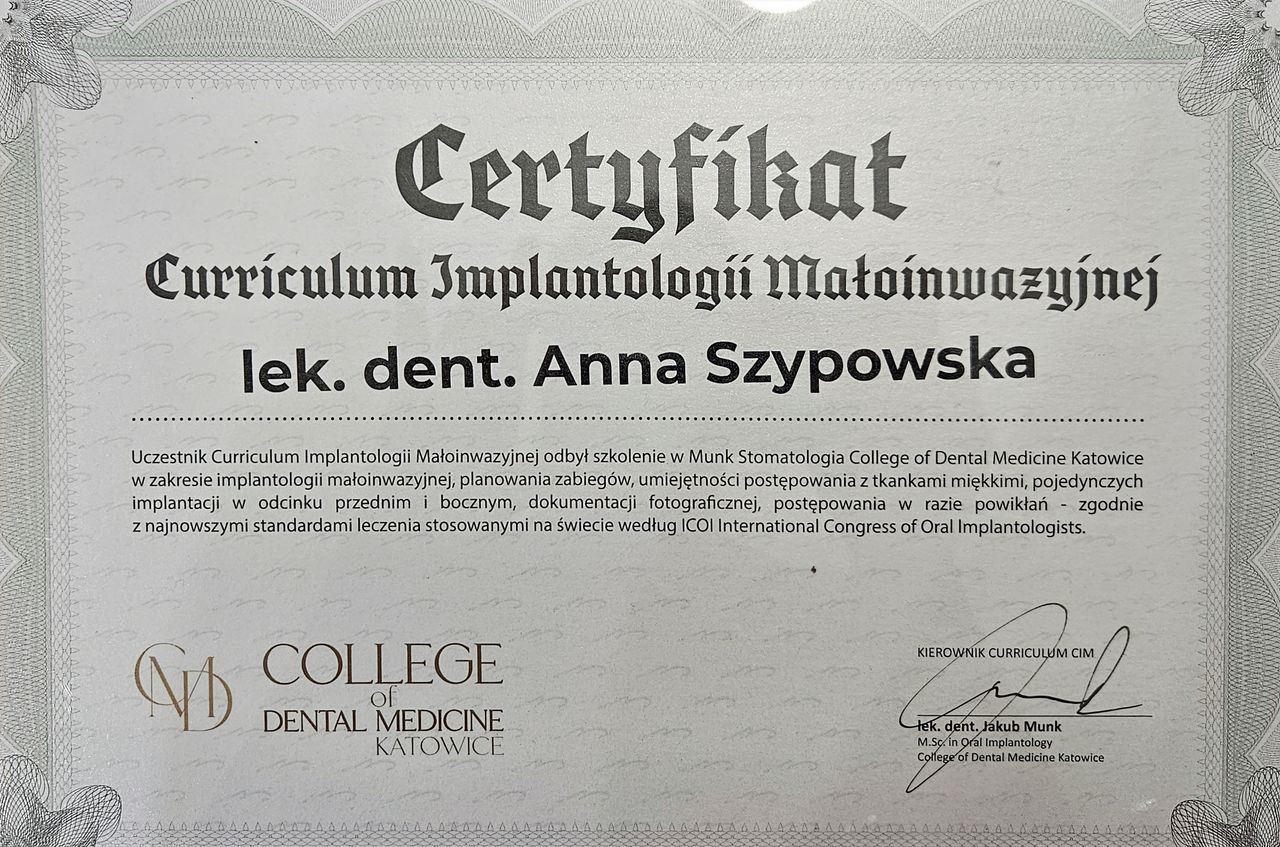 Certyfikat
Curriculum Implantologii Małoinwazyjnej
lek. dent. Anna Szypowska
Uczestnik Curriculum Implantologii Małoinwazyjnej odbył szkolenie w Munk Stomatologia College of Dental Medicine Katowice
w zakresie implantologii małoinwazyjnej, planowania zabiegów, umiejętności postępowania z tkankami miękkimi, pojedynczych
implantacji w odcinku przednim i bocznym, dokumentacji fotograficznej, postępowania w razie powikłań - zgodnie
z najnowszymi standardami leczenia stosowanymi na świecie według ICOI International Congress of Oral Implantologists.
CMD
COLLEGE
of
DENTAL MEDICINE
KATOWICE
KIEROWNIK CURRICULUM CIM
lek. dent. Jakub Munk
M.Sc. in Oral Implantology
College of Dental Medicine Katowice